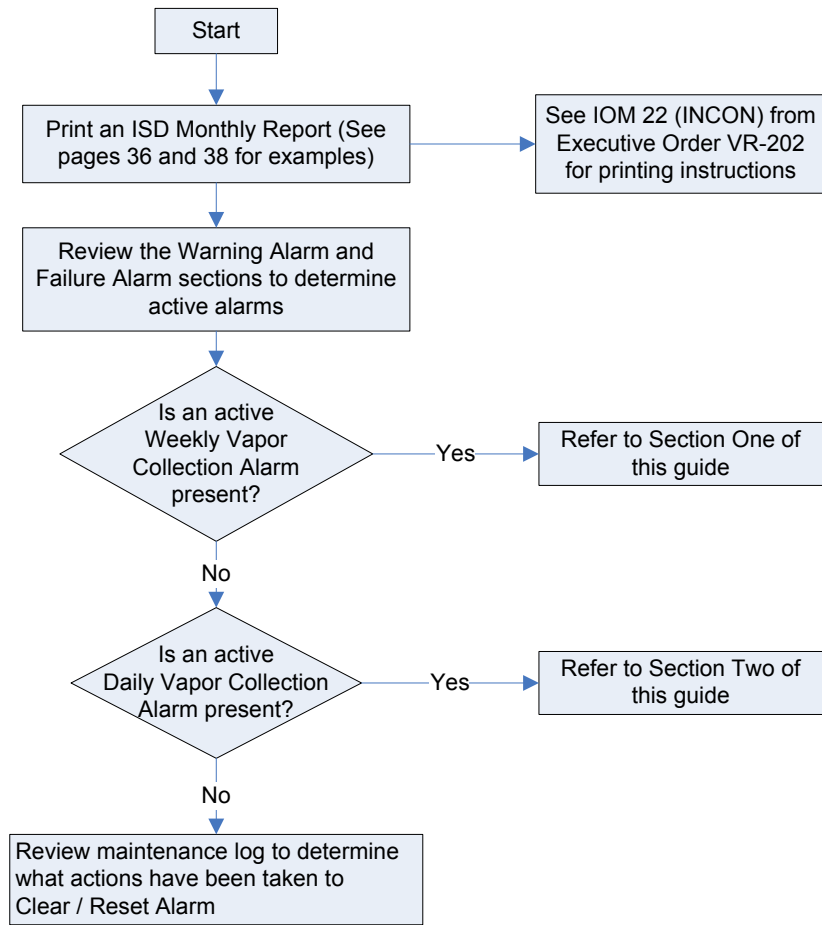 Start
Print an ISD Monthly Report (See
pages 36 and 38 for examples)
See IOM 22 (INCON) from
Executive Order VR-202
for printing instructions
Review the Warning Alarm and
Failure Alarm sections to determine
active alarms
Is an active
Weekly Vapor
Collection Alarm
present?
Yes
Refer to Section One of
this guide
No
Is an active
Daily Vapor Collection
Alarm present?
Yes
Refer to Section Two of
this guide
No
Review maintenance log to determine
what actions have been taken to
Clear / Reset Alarm